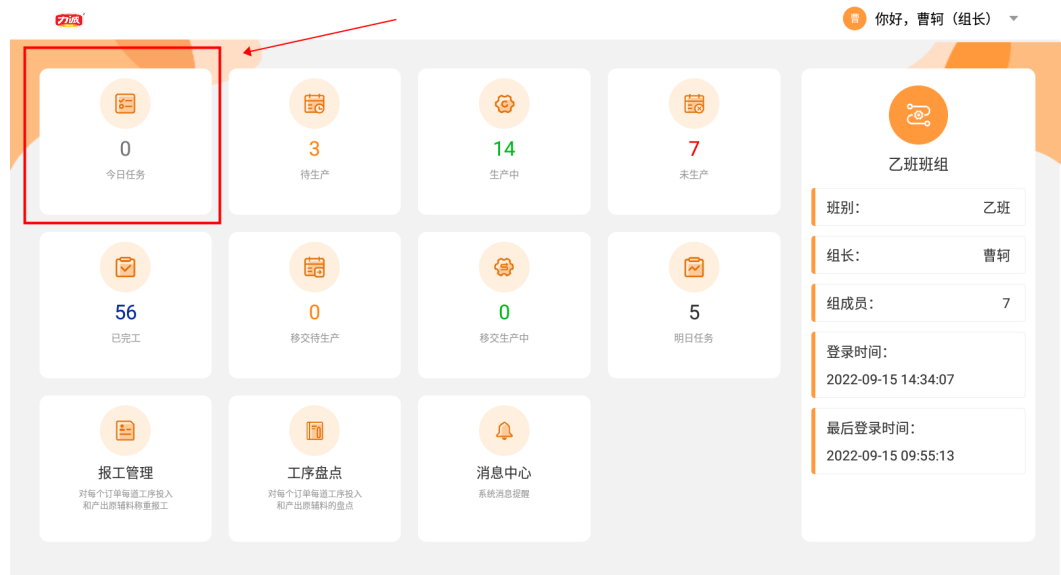 力诚
曹 你好，曹轲（组长）
0
今日任务
3
待生产
14
生产中
7
未生产
56
已完工
0
移交待生产
0
移交生产中
5
明日任务
报工管理
对每个订单每道工序投入
和产出原辅料称重报工
工序盘点
对每个订单每道工序投入
和产出原辅料的盘点
消息中心
系统消息提醒
乙班班组
班别： 乙班
组长： 曹轲
组成员： 7
登录时间：
2022-09-15 14:34:07
最后登录时间：
2022-09-15 09:55:13